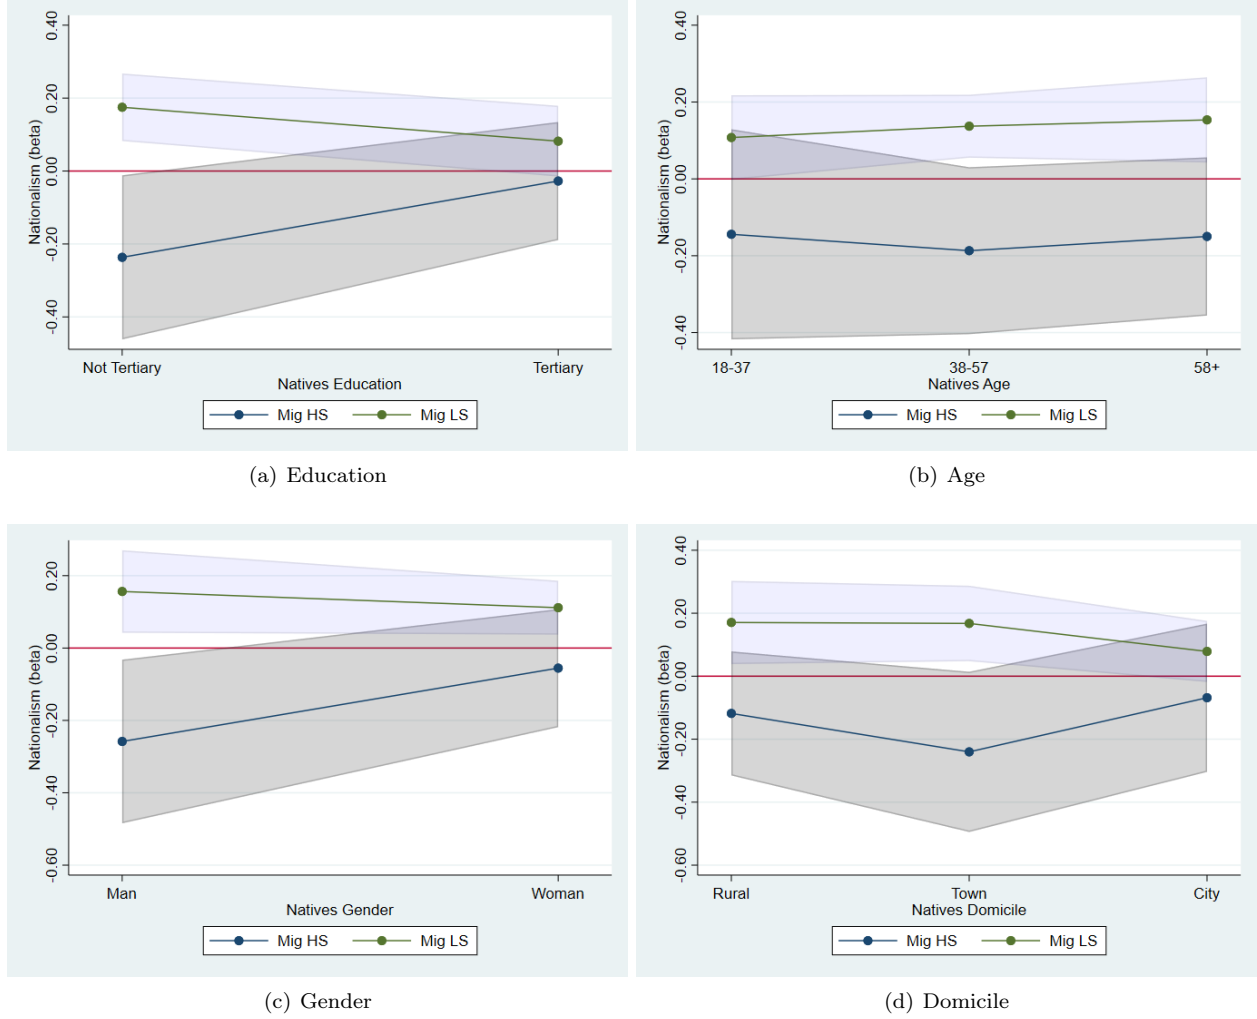 0.40
0.20
0.00
-0.20
-0.40
Nationalism (beta)
Not Tertiary Tertiary
Natives Education
Mig HS Mig LS
(a) Education
0.40
0.20
0.00
-0.20
-0.40
Nationalism (beta)
18-37 38-57 58+
Natives Age
Mig HS Mig LS
(b) Age
0.20
0.00
-0.20
-0.40
-0.60
Nationalism (beta)
Man Woman
Natives Gender
Mig HS Mig LS
(c) Gender
0.40
0.20
0.00
-0.20
-0.40
-0.60
Nationalism (beta)
Rural Town City
Natives Domicile
Mig HS Mig LS
(d) Domicile